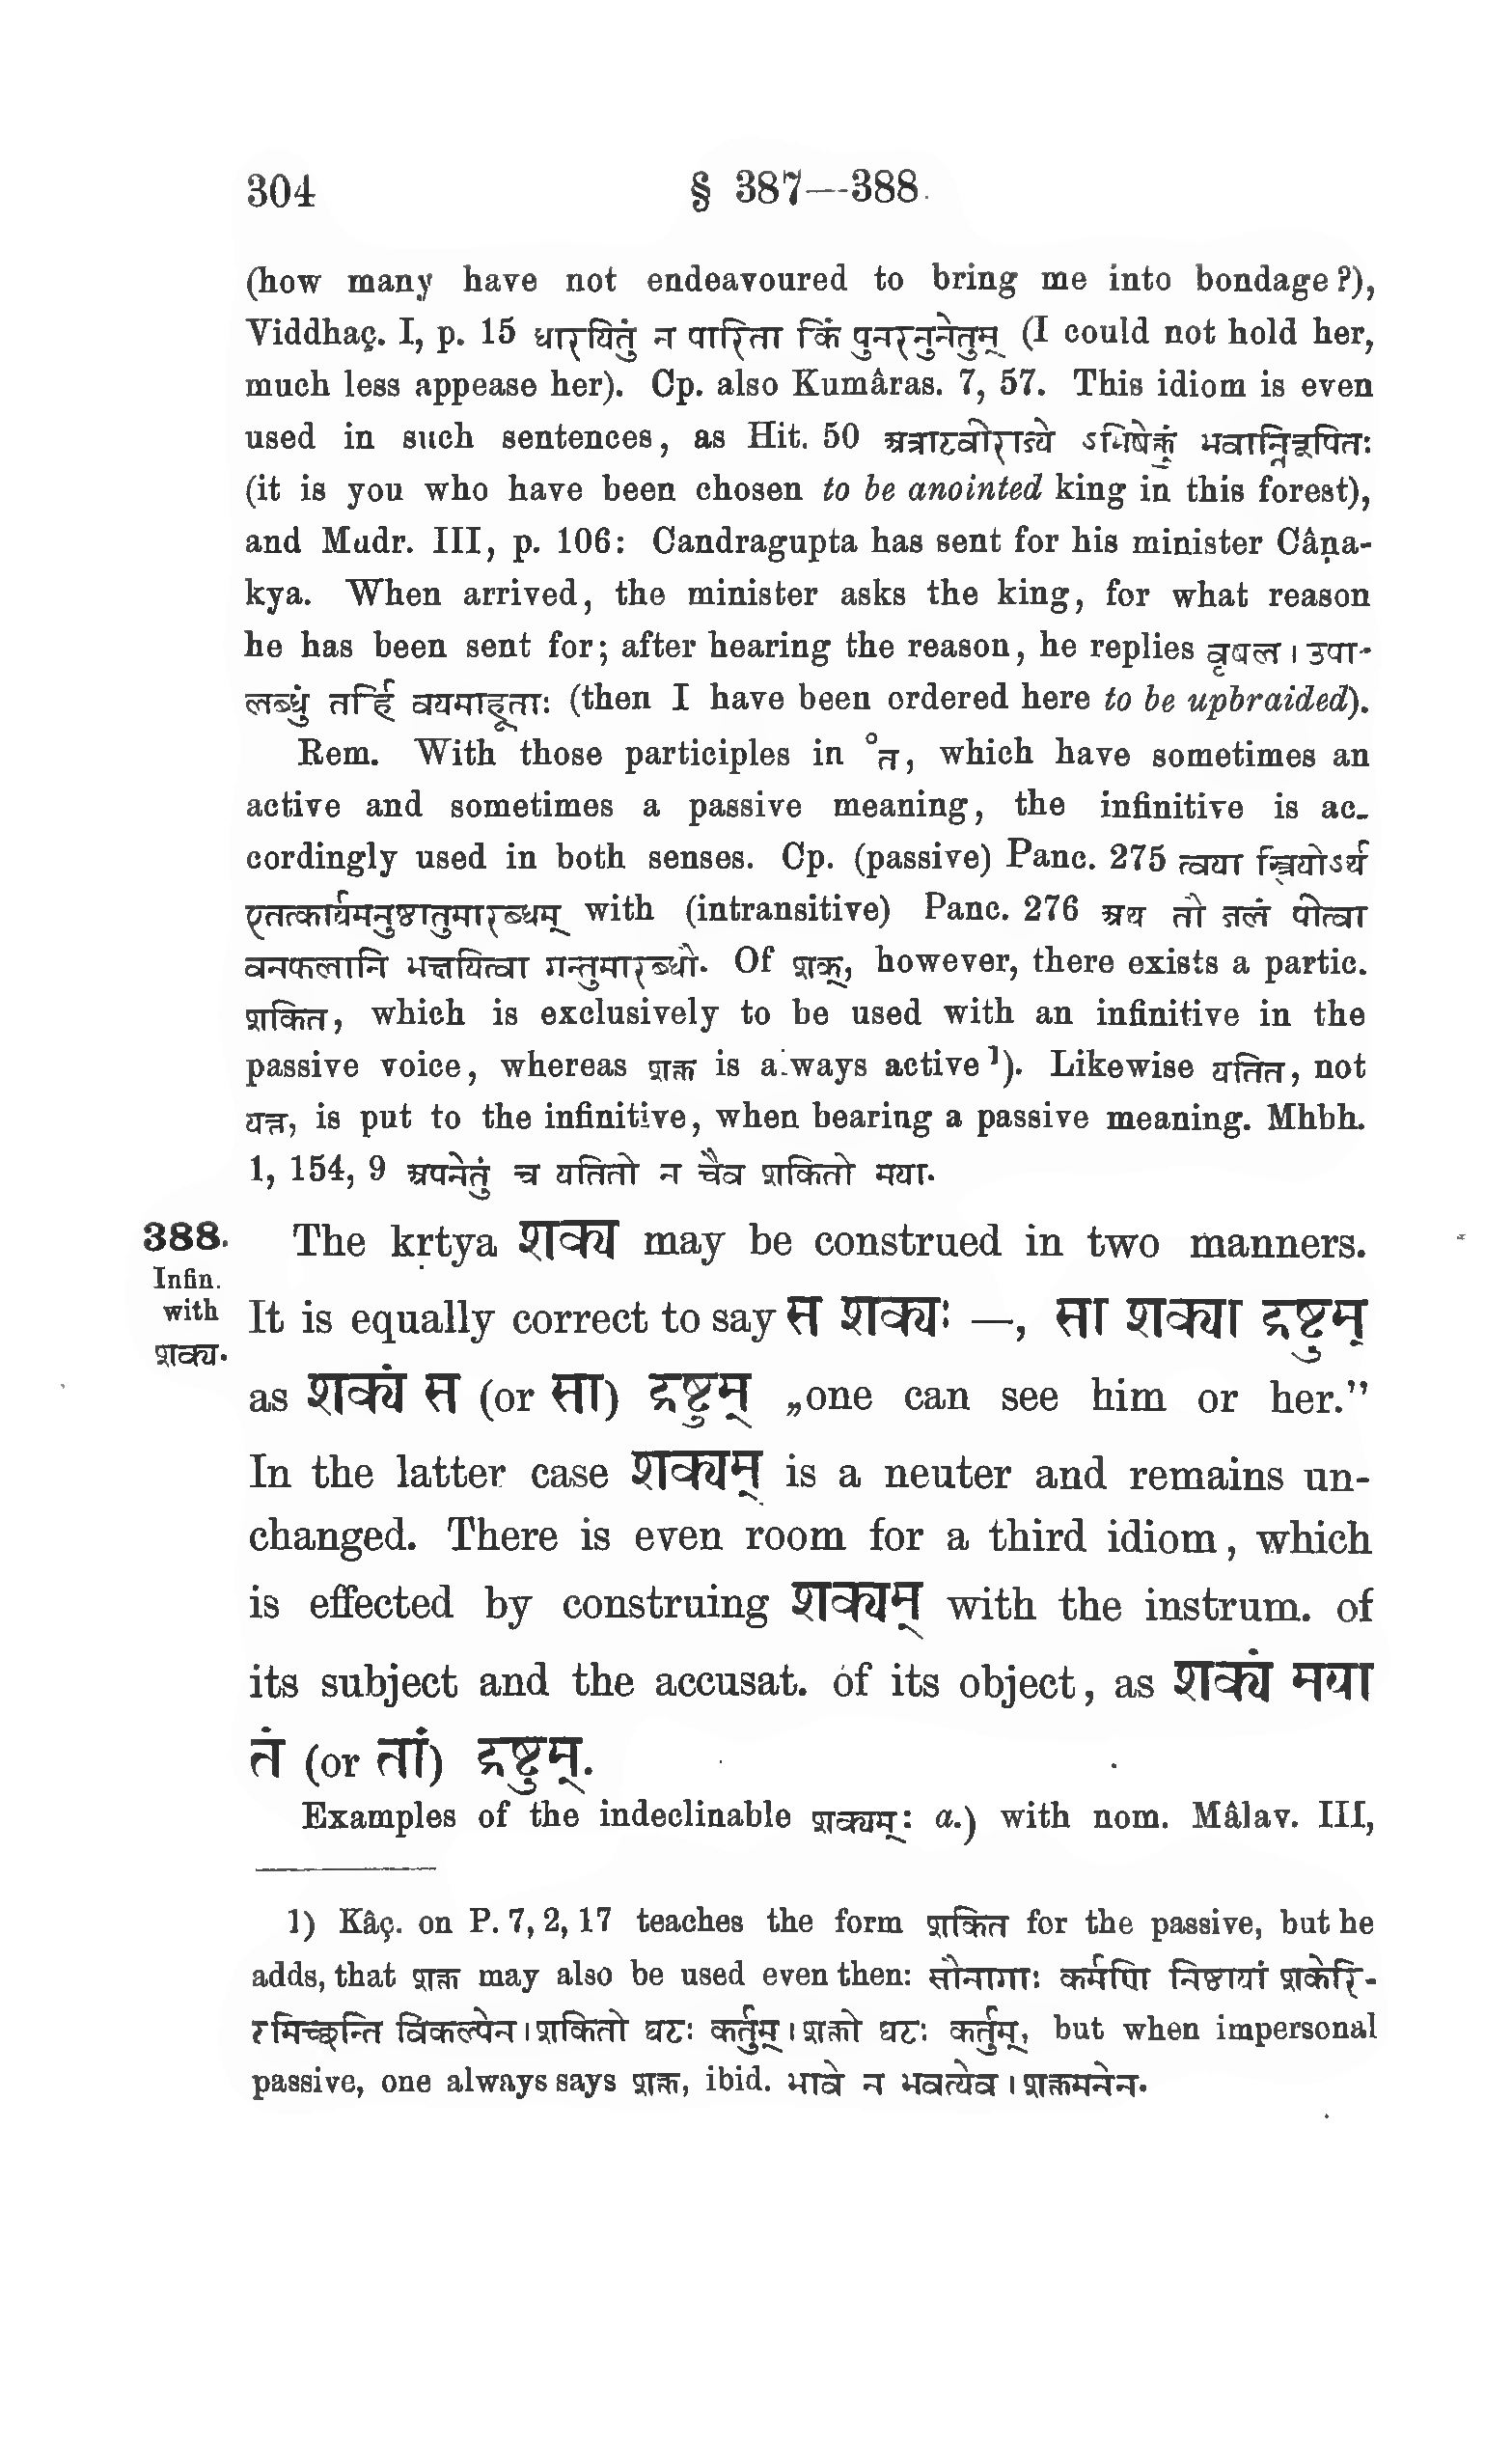 304 § 387—388.
(how many have not endeavoured to bring me into bondage?),
Viddhaç. I, p. 15 धारयितुं न पारिता किं पुनरनुनेतुम् (I could not hold her,
much less appease her). Cp. also Kumâras. 7, 57. This idiom is even
used in such sentences, as Hit. 50 अत्राटवीराज्ये ऽभिषेक्तुं भवान्निरूपितः
(it is you who have been chosen to be anointed king in this forest),
and Mudr. III, p. 106: Candragupta has sent for his minister Câṇa-
kya. When arrived, the minister asks the king, for what reason
he has been sent for; after hearing the reason, he replies वृषल । उपा-
लब्धुं तर्हि वयमाहूताः (then I have been ordered here to be upbraided).
Rem. With those participles in °त, which have sometimes an
active and sometimes a passive meaning, the infinitive is ac-
cordingly used in both senses. Cp. (passive) Panc. 275 त्वया स्त्रियोऽर्थ
एतत्कार्यमनुष्ठातुमारब्धम् with (intransitive) Panc. 276 अथ तौ जलं पीत्वा
वनफलानि भक्षयित्वा गन्तुमारब्धौ. Of शक्, however, there exists a partic.
शकित, which is exclusively to be used with an infinitive in the
passive voice, whereas शक्त is always active ¹). Likewise यतित, not
यत्त, is put to the infinitive, when bearing a passive meaning. Mhbh.
1, 154, 9 अपनेतुं च यतितो न चैव शकितो मया.
388. The kṛtya शक्य may be construed in two manners.
Infin.
with It is equally correct to say स शक्यः —, सा शक्या द्रष्टुम्
शक्य.
as शक्यं स (or सा) द्रष्टुम् „one can see him or her.”
In the latter case शक्यम् is a neuter and remains un-
changed. There is even room for a third idiom, which
is effected by construing शक्यम् with the instrum. of
its subject and the accusat. of its object, as शक्यं मया
तं (or तां) द्रष्टुम्.
Examples of the indeclinable शक्यम्: a.) with nom. Mâlav. III,
1) Kâç. on P. 7, 2, 17 teaches the form शकित for the passive, but he
adds, that शक्त may also be used even then: सौनागाः कर्मणि निष्ठायां शकेरि-
टमिच्छन्ति विकल्पेन । शकितो घटः कर्तुम् । शक्तो घटः कर्तुम्, but when impersonal
passive, one always says शक्त, ibid. भावे न भवत्येव । शक्तमनेन.